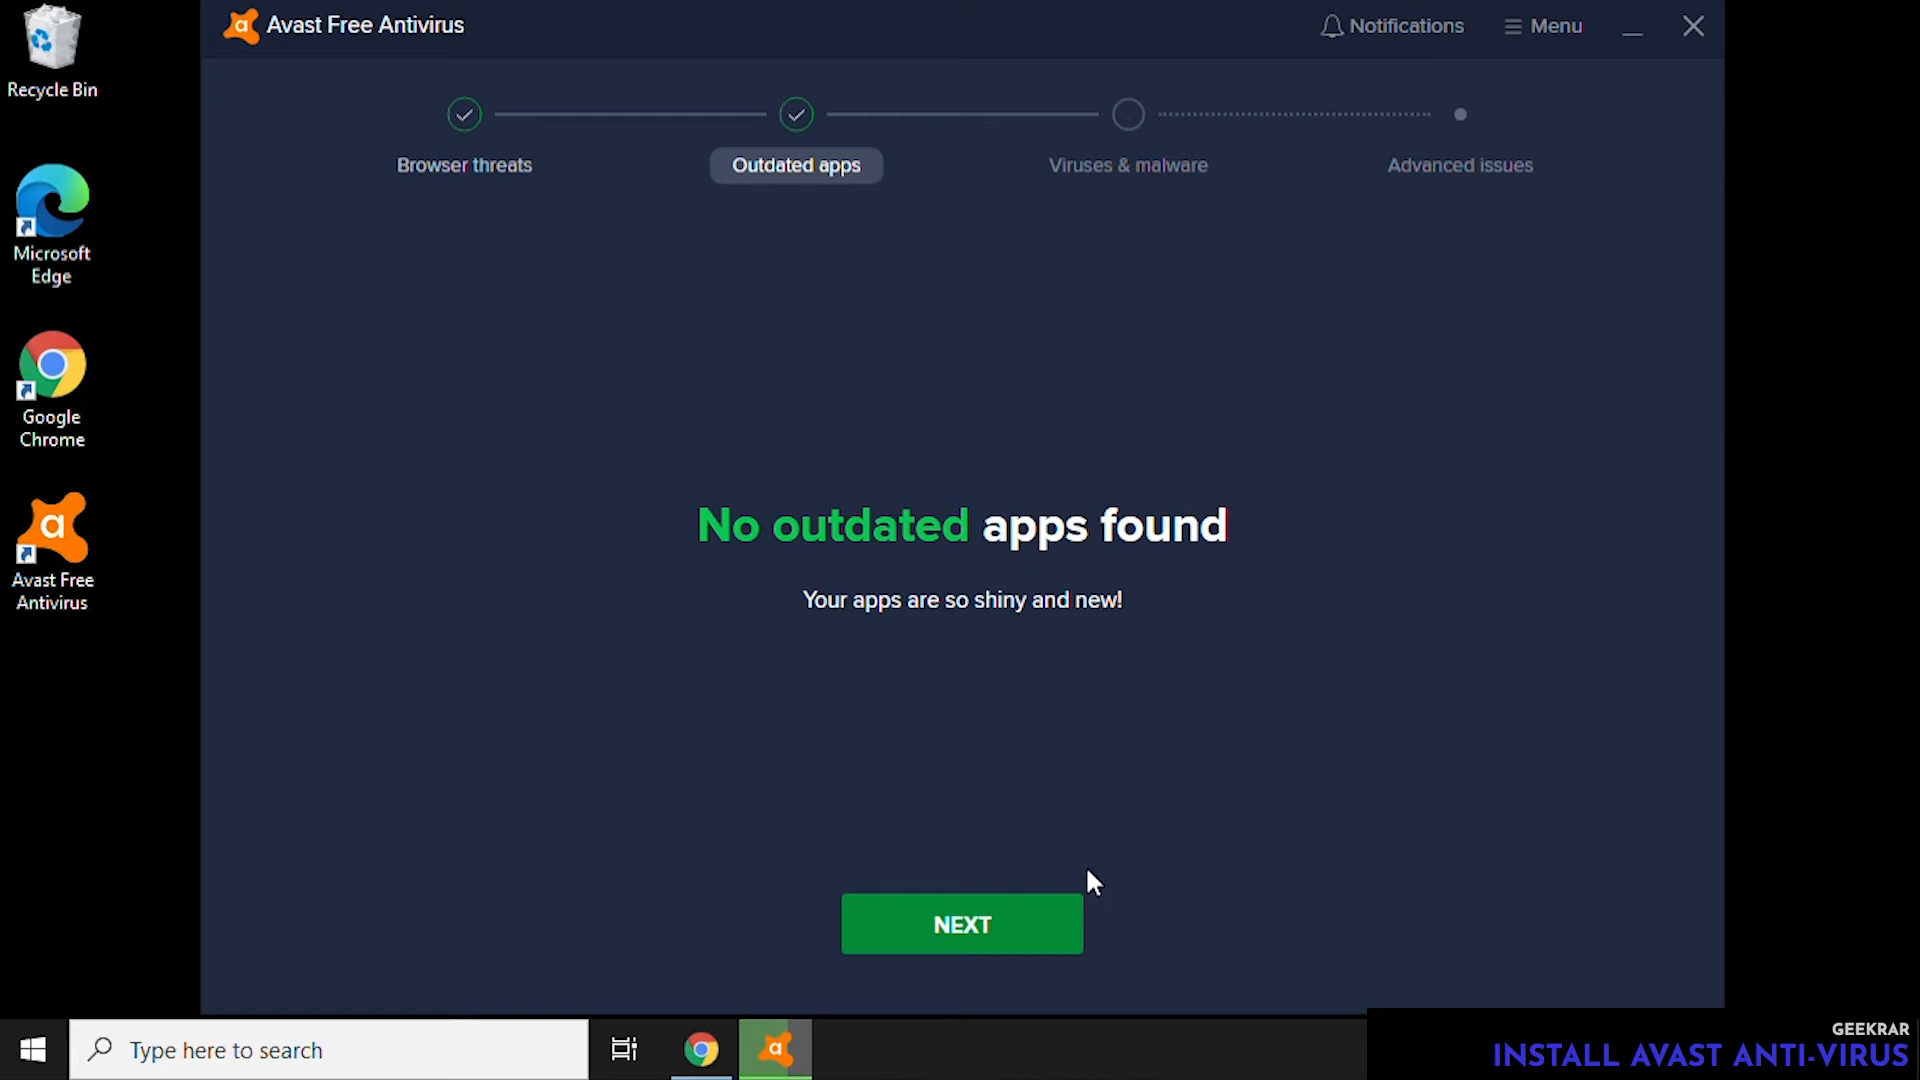 Recycle Bin
Microsoft
Edge
Google
Chrome
a
Avast Free
Antivirus
a
Avast Free Antivirus
Notifications
Menu
Browser threats
Outdated apps
Viruses & malware
Advanced issues
No outdated apps found
Your apps are so shiny and new!
NEXT
Type here to search
a
GEEKRAR
INSTALL AVAST ANTI-VIRUS